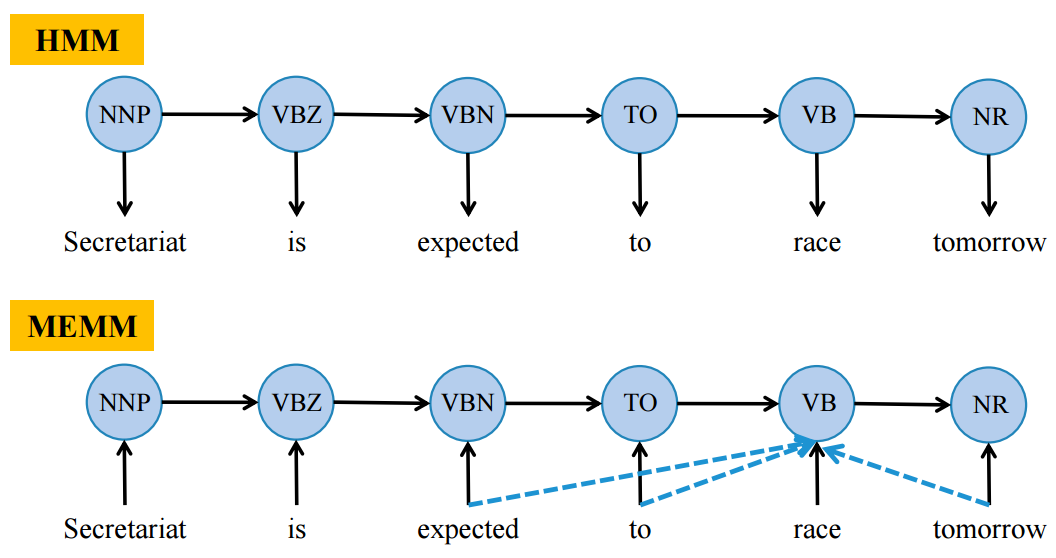 HMM
NNP VBZ VBN TO VB NR
Secretariat is expected to race tomorrow
MEMM
NNP VBZ VBN TO VB NR
Secretariat is expected to race tomorrow